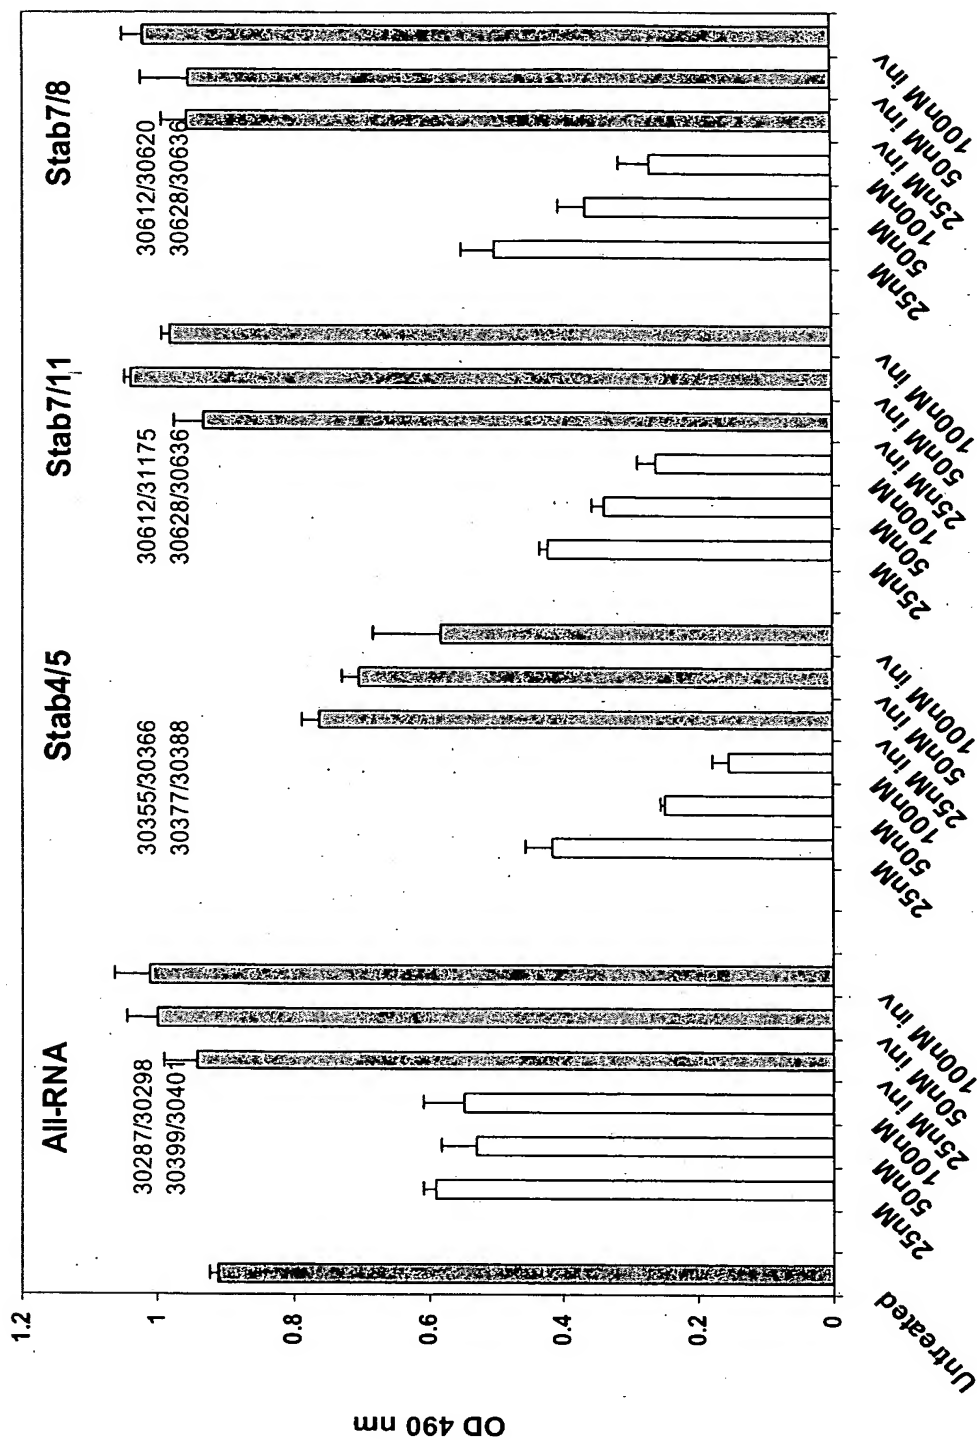 All-RNA
Stab4/5
Stab7/11
Stab7/8
30287/30298
30399/30401
30355/30366
30377/30388
30612/31175
30628/30636
30612/30620
30628/30636
OD 490 nm
1.2
1
0.8
0.6
0.4
0.2
0
Untreated
25nM
50nM
100nM
25nM inv
50nM inv
100nM inv
25nM
50nM
100nM
25nM inv
50nM inv
100nM inv
25nM
50nM
100nM
25nM inv
50nM inv
100nM inv
25nM
50nM
100nM
25nM inv
50nM inv
100nM inv